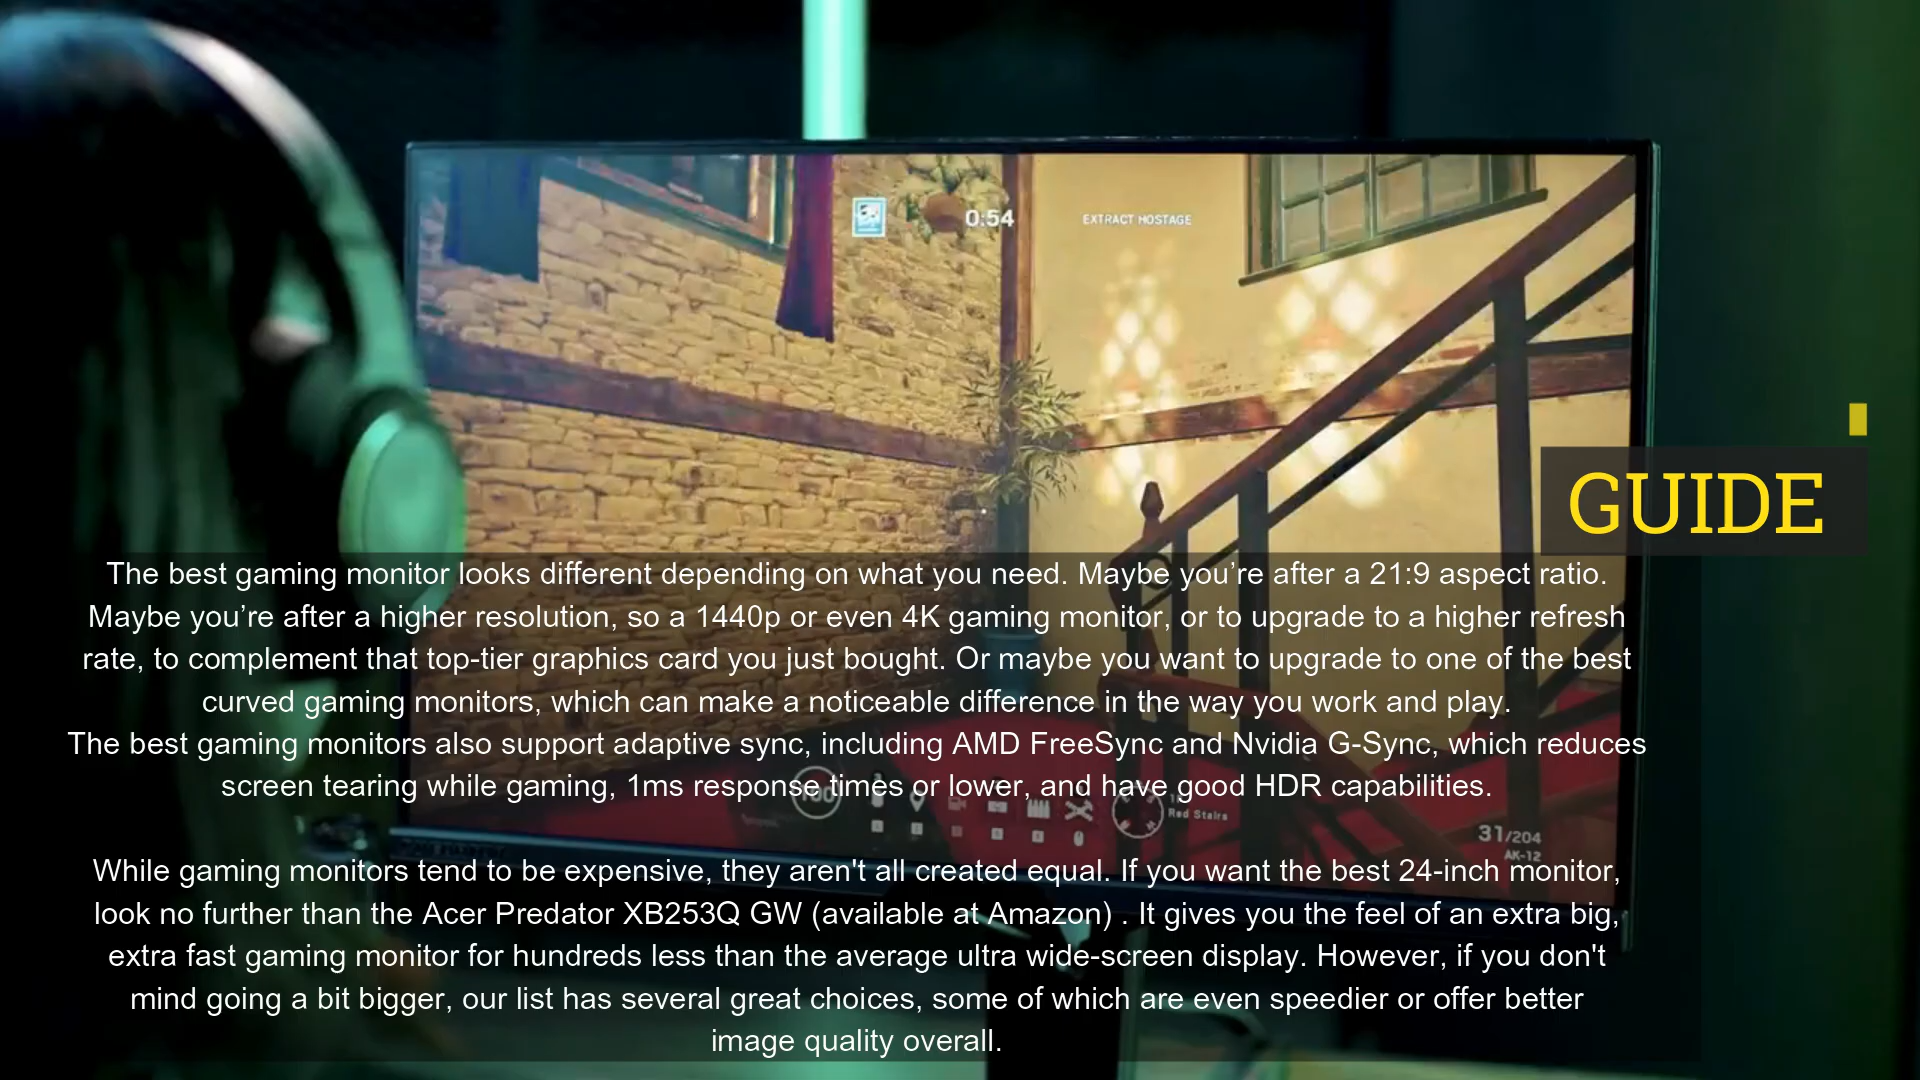 0:54
EXTRACT HOSTAGE
GUIDE
The best gaming monitor looks different depending on what you need. Maybe you’re after a 21:9 aspect ratio.
Maybe you’re after a higher resolution, so a 1440p or even 4K gaming monitor, or to upgrade to a higher refresh
rate, to complement that top-tier graphics card you just bought. Or maybe you want to upgrade to one of the best
curved gaming monitors, which can make a noticeable difference in the way you work and play.
The best gaming monitors also support adaptive sync, including AMD FreeSync and Nvidia G-Sync, which reduces
screen tearing while gaming, 1ms response times or lower, and have good HDR capabilities.
100
Red Stairs
31/204
AK-12
While gaming monitors tend to be expensive, they aren't all created equal. If you want the best 24-inch monitor,
look no further than the Acer Predator XB253Q GW (available at Amazon) . It gives you the feel of an extra big,
extra fast gaming monitor for hundreds less than the average ultra wide-screen display. However, if you don't
mind going a bit bigger, our list has several great choices, some of which are even speedier or offer better
image quality overall.